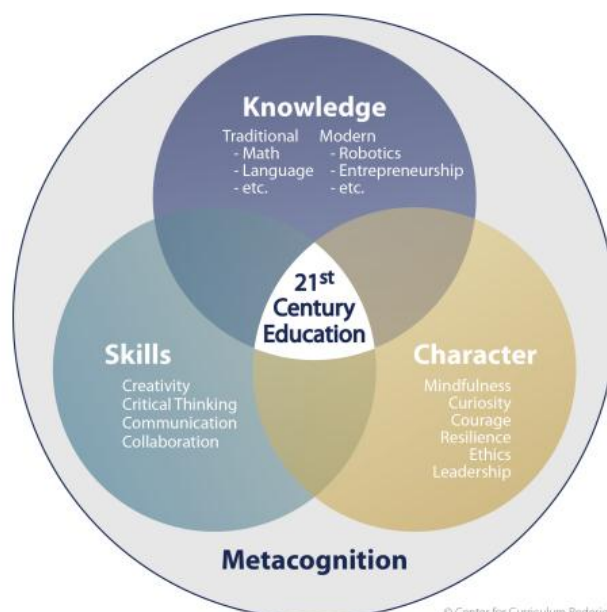 Knowledge
Traditional
- Math
- Language
- etc.
Modern
- Robotics
- Entrepreneurship
- etc.
21st
Century
Education
Skills
Creativity
Critical Thinking
Communication
Collaboration
Character
Mindfulness
Curiosity
Courage
Resilience
Ethics
Leadership
Metacognition
© Center for Curriculum